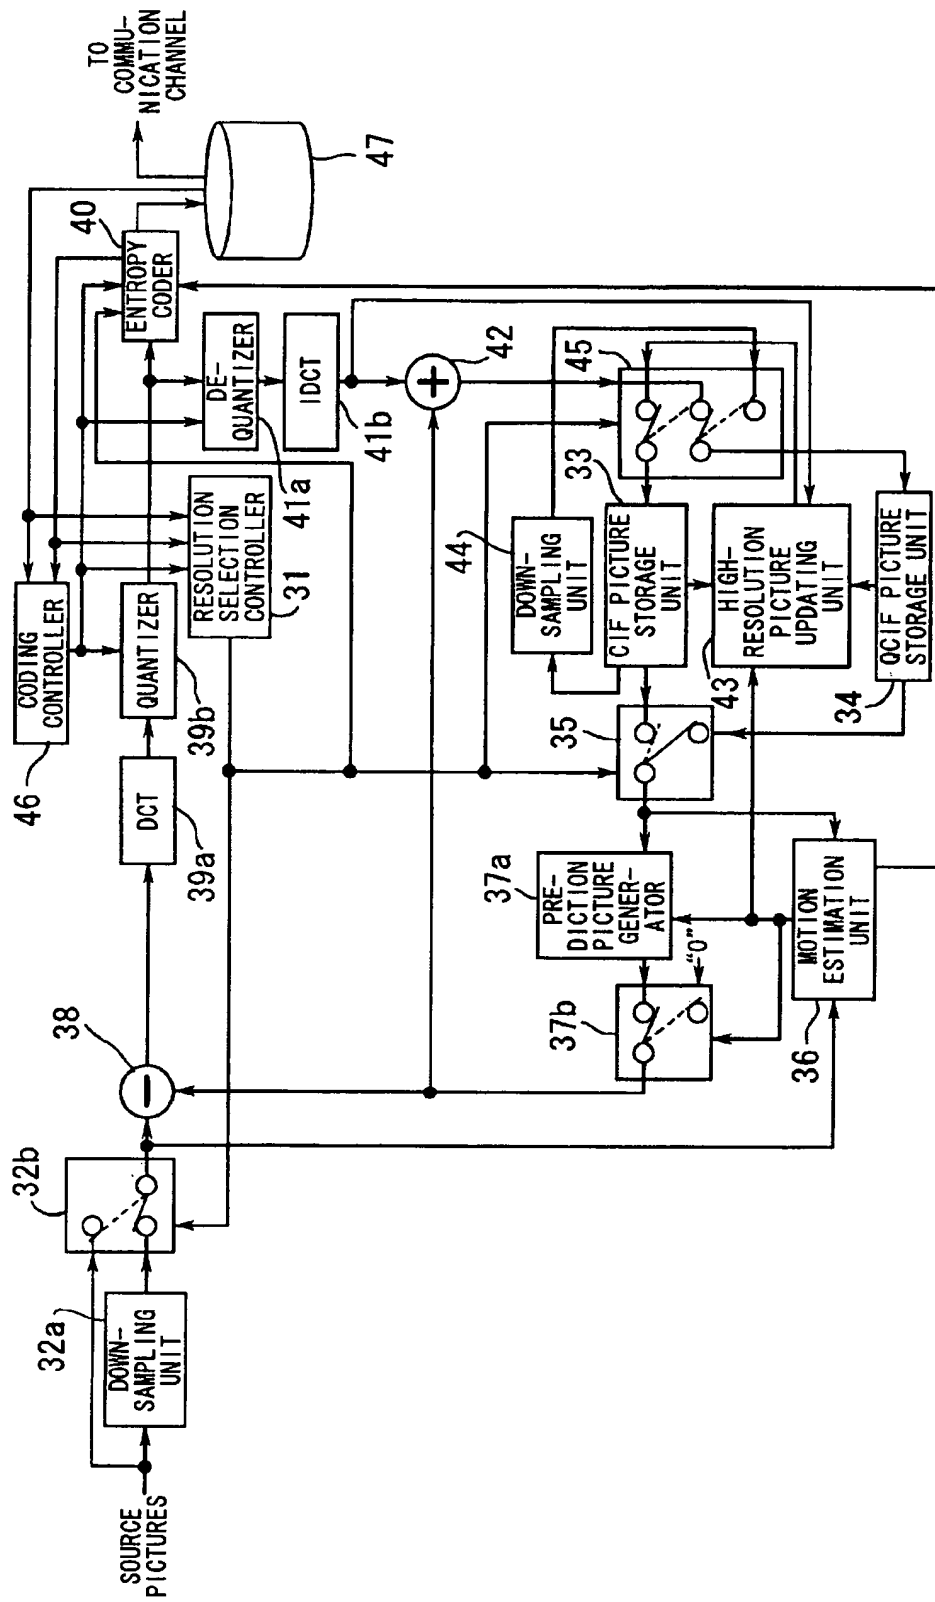 SOURCE
PICTURES
32a
DOWN-
SAMPLING
UNIT
32b
38
DCT
39a
QUANTIZER
39b
CODING
CONTROLLER
46
RESOLUTION
SELECTION
CONTROLLER
31
ENTROPY
CODER
40
47
TO
COMMU-
NICATION
CHANNEL
DE-
QUANTIZER
41a
IDCT
41b
42
45
44
DOWN-
SAMPLING
UNIT
33
CIF PICTURE
STORAGE
UNIT
35
37a
PRE-
DICTION
PICTURE
GENER-
ATOR
37b
"0"
43
HIGH-
RESOLUTION
PICTURE
UPDATING
UNIT
34
QCIF PICTURE
STORAGE UNIT
36
MOTION
ESTIMATION
UNIT